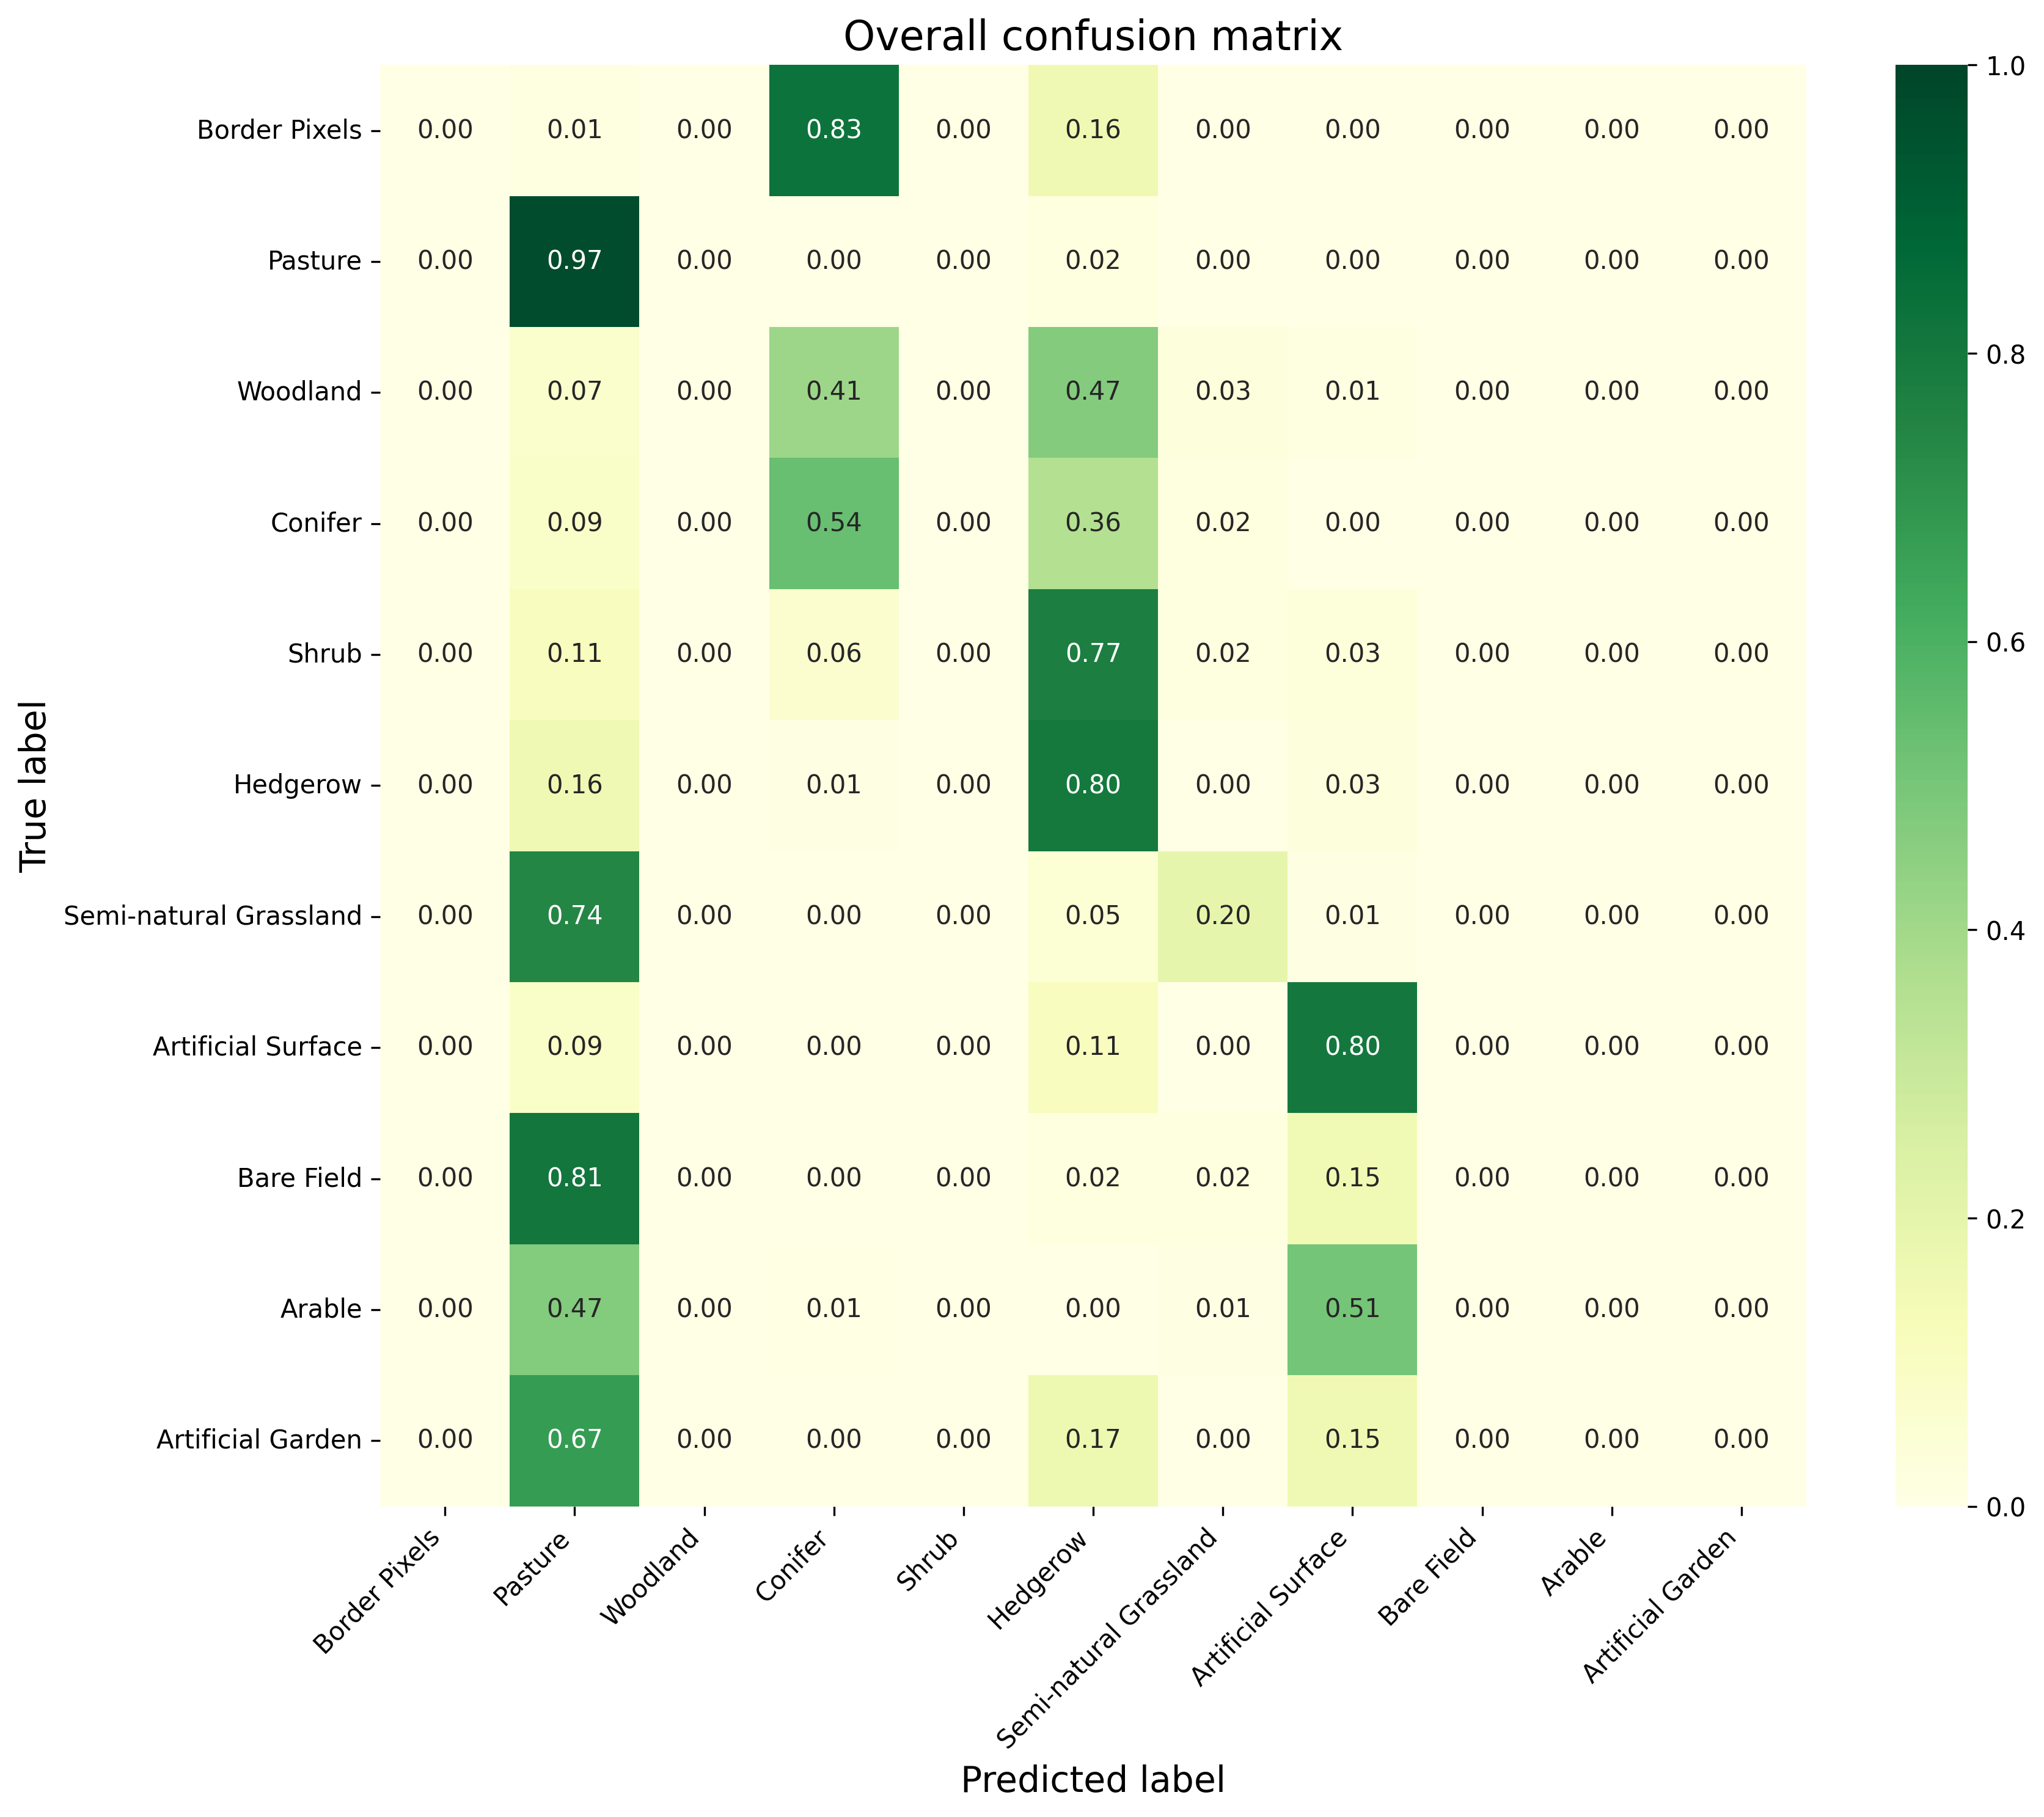 Overall confusion matrix
Border Pixels 0.00 0.01 0.00 0.83 0.00 0.16 0.00 0.00 0.00 0.00 0.00
Pasture 0.00 0.97 0.00 0.00 0.00 0.02 0.00 0.00 0.00 0.00 0.00
Woodland 0.00 0.07 0.00 0.41 0.00 0.47 0.03 0.01 0.00 0.00 0.00
Conifer 0.00 0.09 0.00 0.54 0.00 0.36 0.02 0.00 0.00 0.00 0.00
Shrub 0.00 0.11 0.00 0.06 0.00 0.77 0.02 0.03 0.00 0.00 0.00
Hedgerow 0.00 0.16 0.00 0.01 0.00 0.80 0.00 0.03 0.00 0.00 0.00
Semi-natural Grassland 0.00 0.74 0.00 0.00 0.00 0.05 0.20 0.01 0.00 0.00 0.00
Artificial Surface 0.00 0.09 0.00 0.00 0.00 0.11 0.00 0.80 0.00 0.00 0.00
Bare Field 0.00 0.81 0.00 0.00 0.00 0.02 0.02 0.15 0.00 0.00 0.00
Arable 0.00 0.47 0.00 0.01 0.00 0.00 0.01 0.51 0.00 0.00 0.00
Artificial Garden 0.00 0.67 0.00 0.00 0.00 0.17 0.00 0.15 0.00 0.00 0.00
True label
Border Pixels
Pasture
Woodland
Conifer
Shrub
Hedgerow
Semi-natural Grassland
Artificial Surface
Bare Field
Arable
Artificial Garden
Predicted label
1.0
0.8
0.6
0.4
0.2
0.0